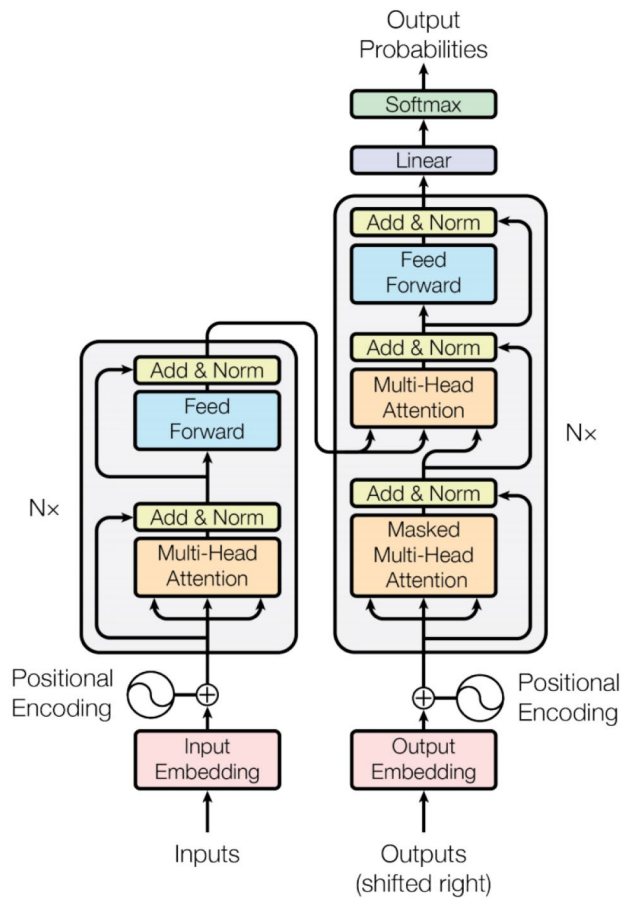 Output
Probabilities
Softmax
Linear
Add & Norm
Feed
Forward
Add & Norm
Multi-Head
Attention
Add & Norm
Masked
Multi-Head
Attention
N×
Add & Norm
Feed
Forward
Add & Norm
Multi-Head
Attention
N×
Positional
Encoding
Input
Embedding
Inputs
Positional
Encoding
Output
Embedding
Outputs
(shifted right)